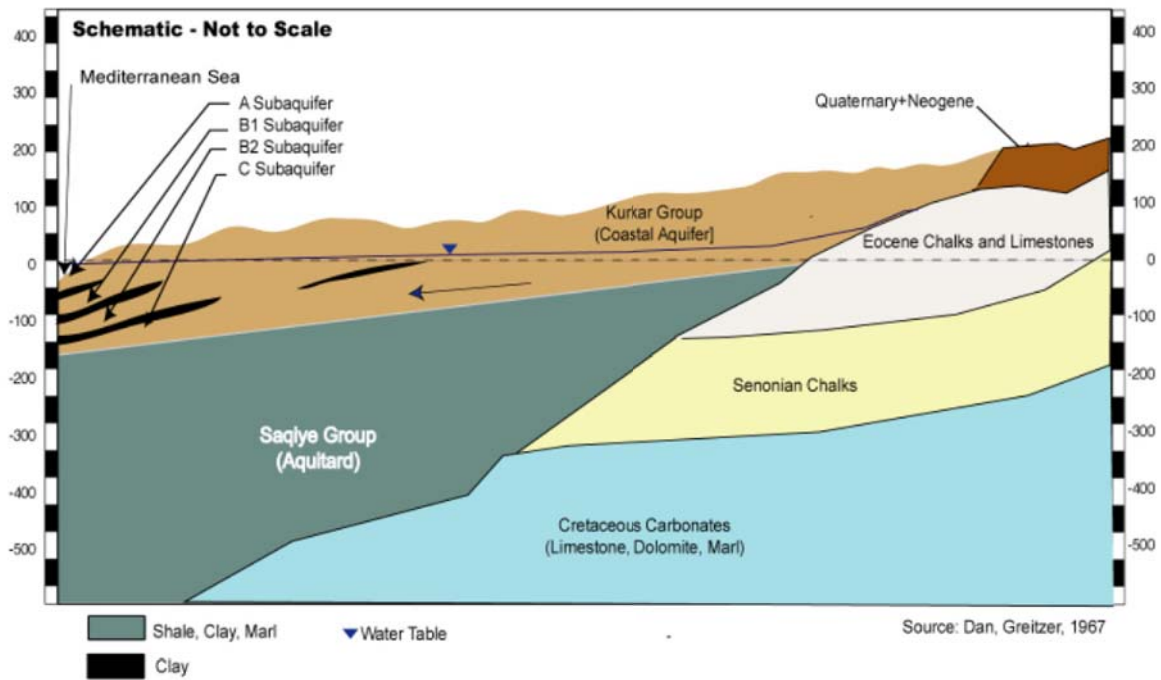 Schematic - Not to Scale
Mediterranean Sea
A Subaquifer
B1 Subaquifer
B2 Subaquifer
C Subaquifer
Quaternary+Neogene
Kurkar Group
(Coastal Aquifer]
Eocene Chalks and Limestones
Senonian Chalks
Saqiye Group
(Aquitard)
Cretaceous Carbonates
(Limestone, Dolomite, Marl)
400
300
200
100
0
-100
-200
-300
-400
-500
400
300
200
100
0
-100
-200
-300
-400
-500
Shale, Clay, Marl
Water Table
Clay
Source: Dan, Greitzer, 1967